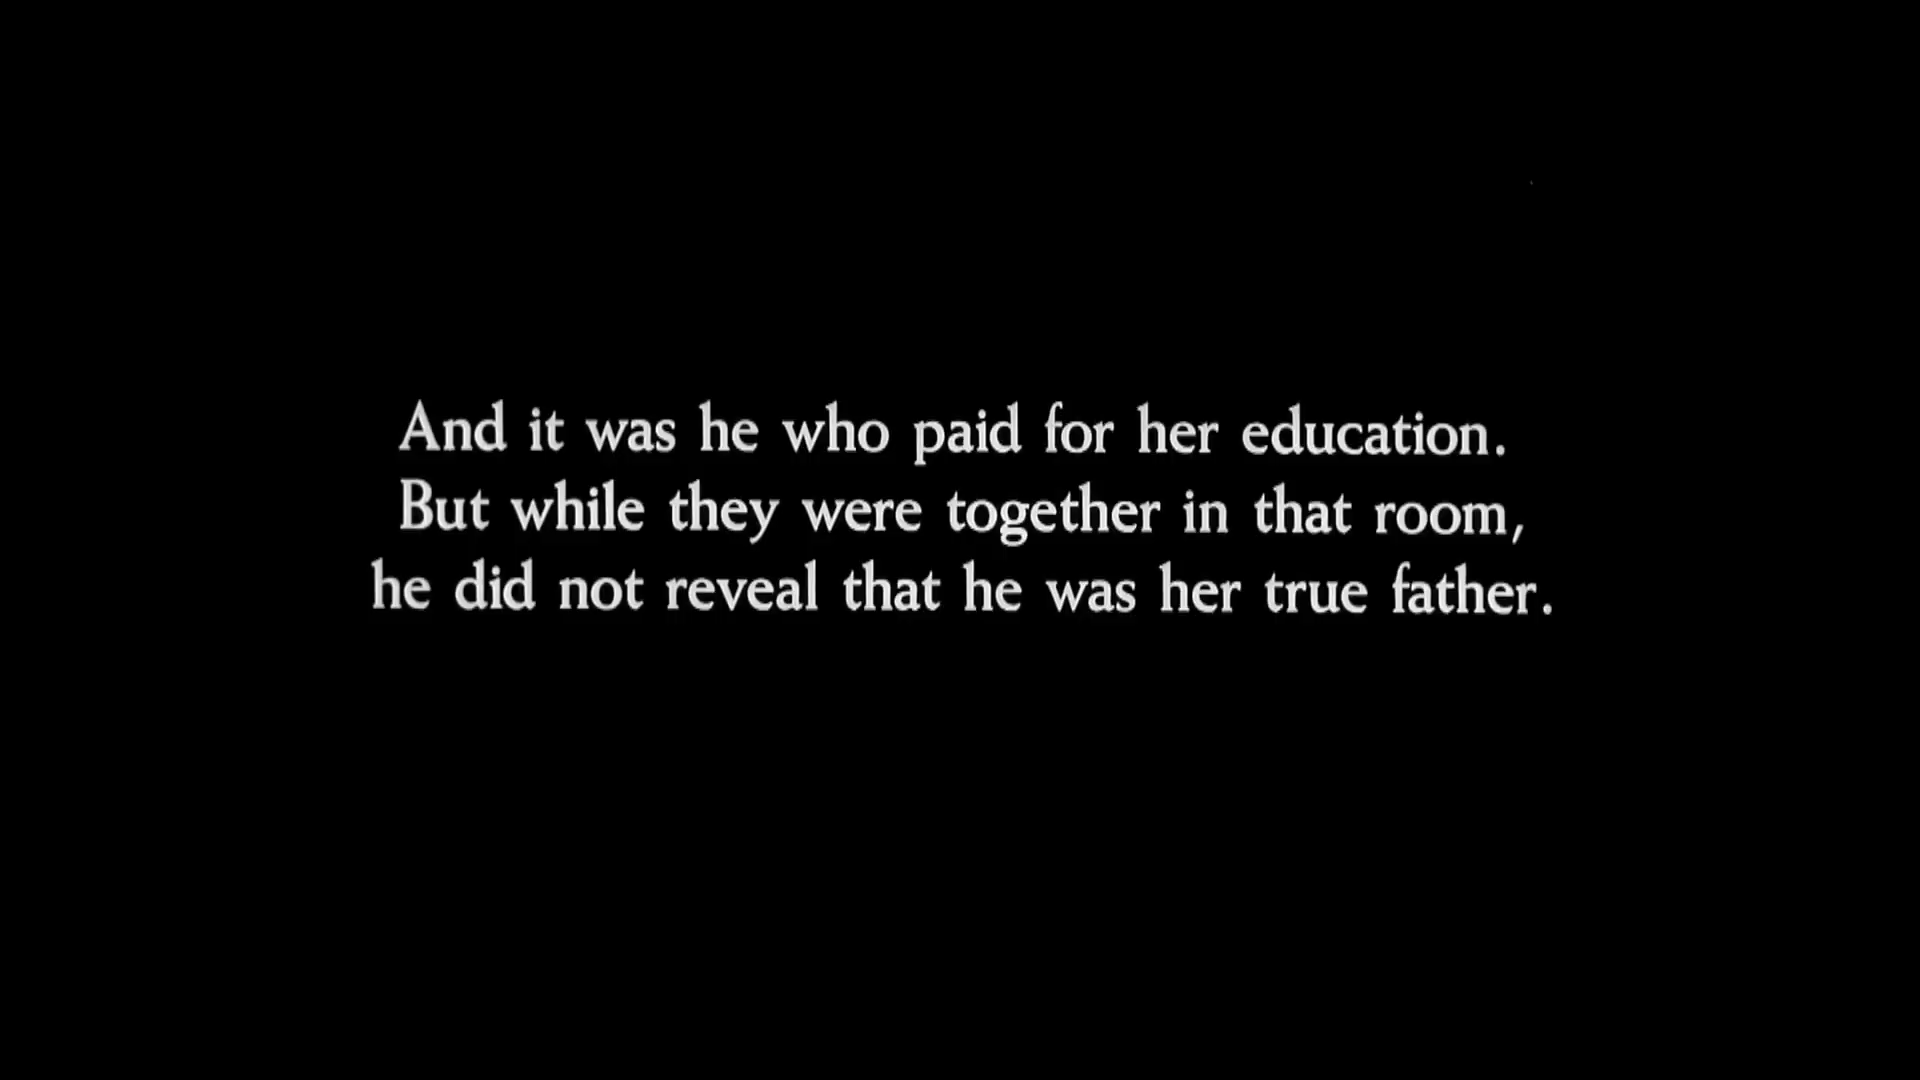 And it was he who paid for her education.
But while they were together in that room,
he did not reveal that he was her true father.